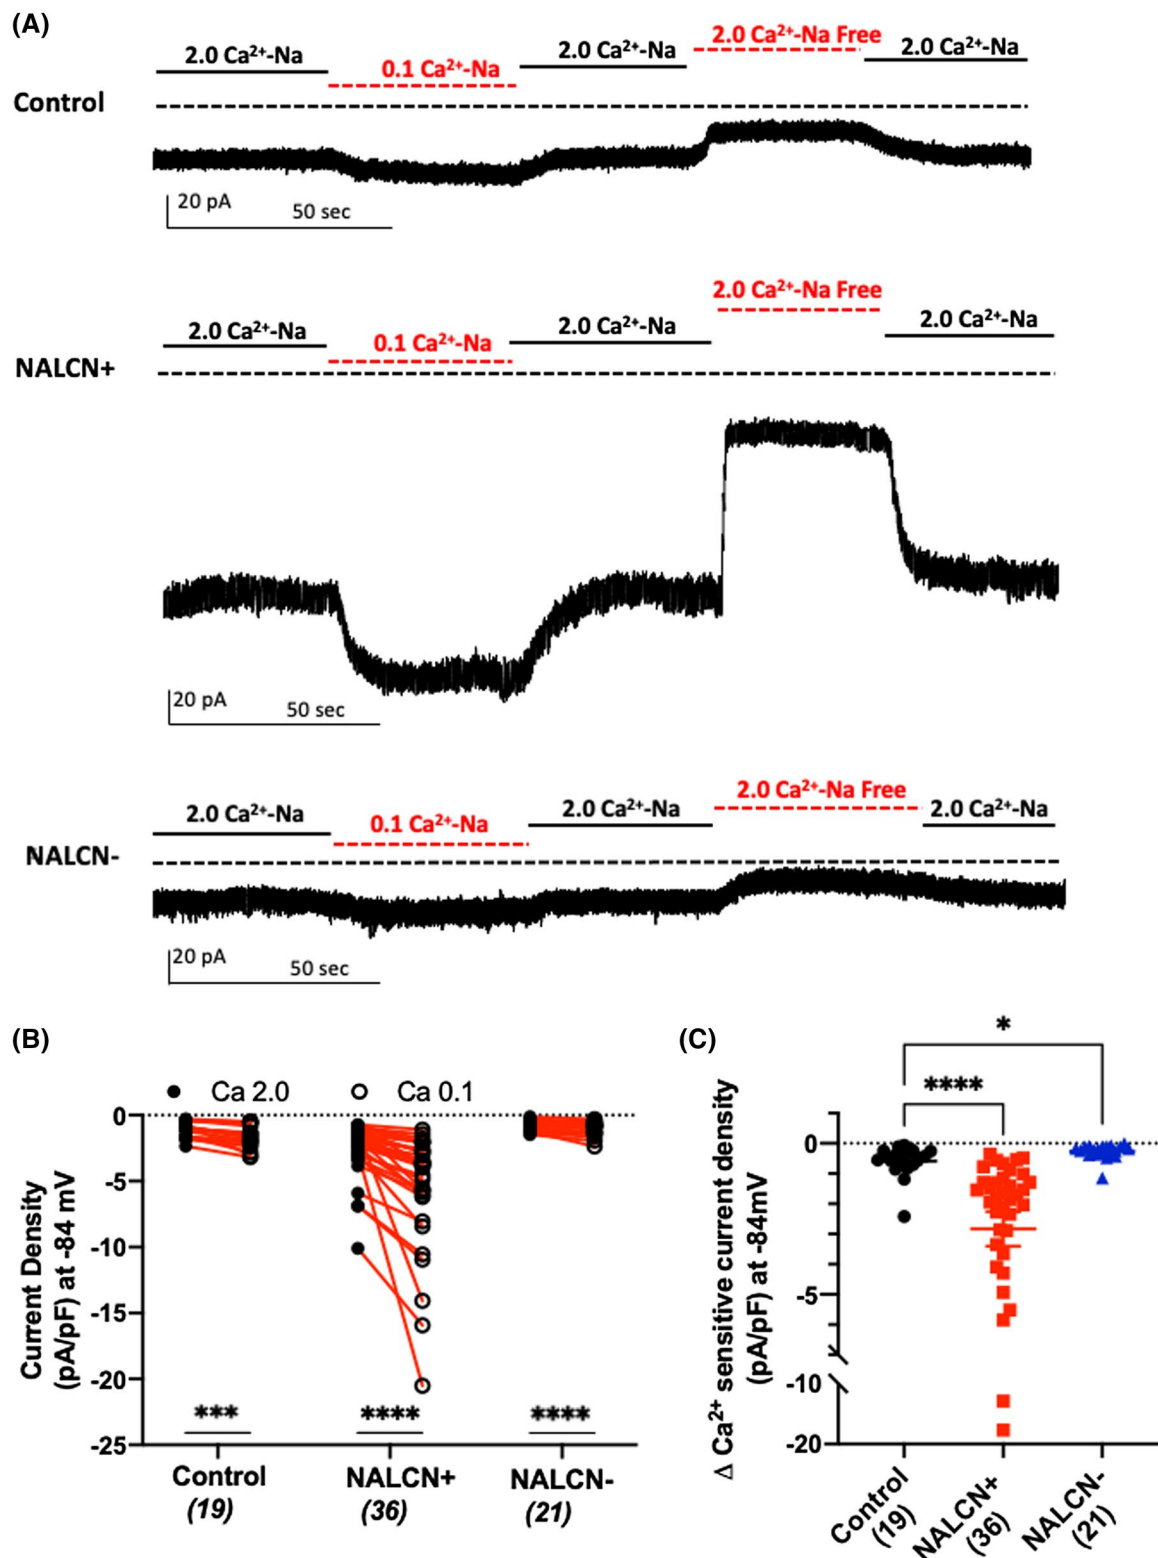 (A)
2.0 Ca²⁺-Na
0.1 Ca²⁺-Na
2.0 Ca²⁺-Na
2.0 Ca²⁺-Na Free
2.0 Ca²⁺-Na
Control
20 pA
50 sec
2.0 Ca²⁺-Na
0.1 Ca²⁺-Na
2.0 Ca²⁺-Na
2.0 Ca²⁺-Na Free
2.0 Ca²⁺-Na
NALCN+
20 pA
50 sec
2.0 Ca²⁺-Na
0.1 Ca²⁺-Na
2.0 Ca²⁺-Na
2.0 Ca²⁺-Na Free
2.0 Ca²⁺-Na
NALCN-
20 pA
50 sec
(B)
Ca 2.0
Ca 0.1
Current Density
(pA/pF) at -84 mV
0
-5
-10
-15
-20
-25
***
****
****
Control
(19)
NALCN+
(36)
NALCN-
(21)
(C)
Δ Ca²⁺ sensitive current density
(pA/pF) at -84mV
*
****
0
-5
-10
-20
Control
(19)
NALCN+
(36)
NALCN-
(21)